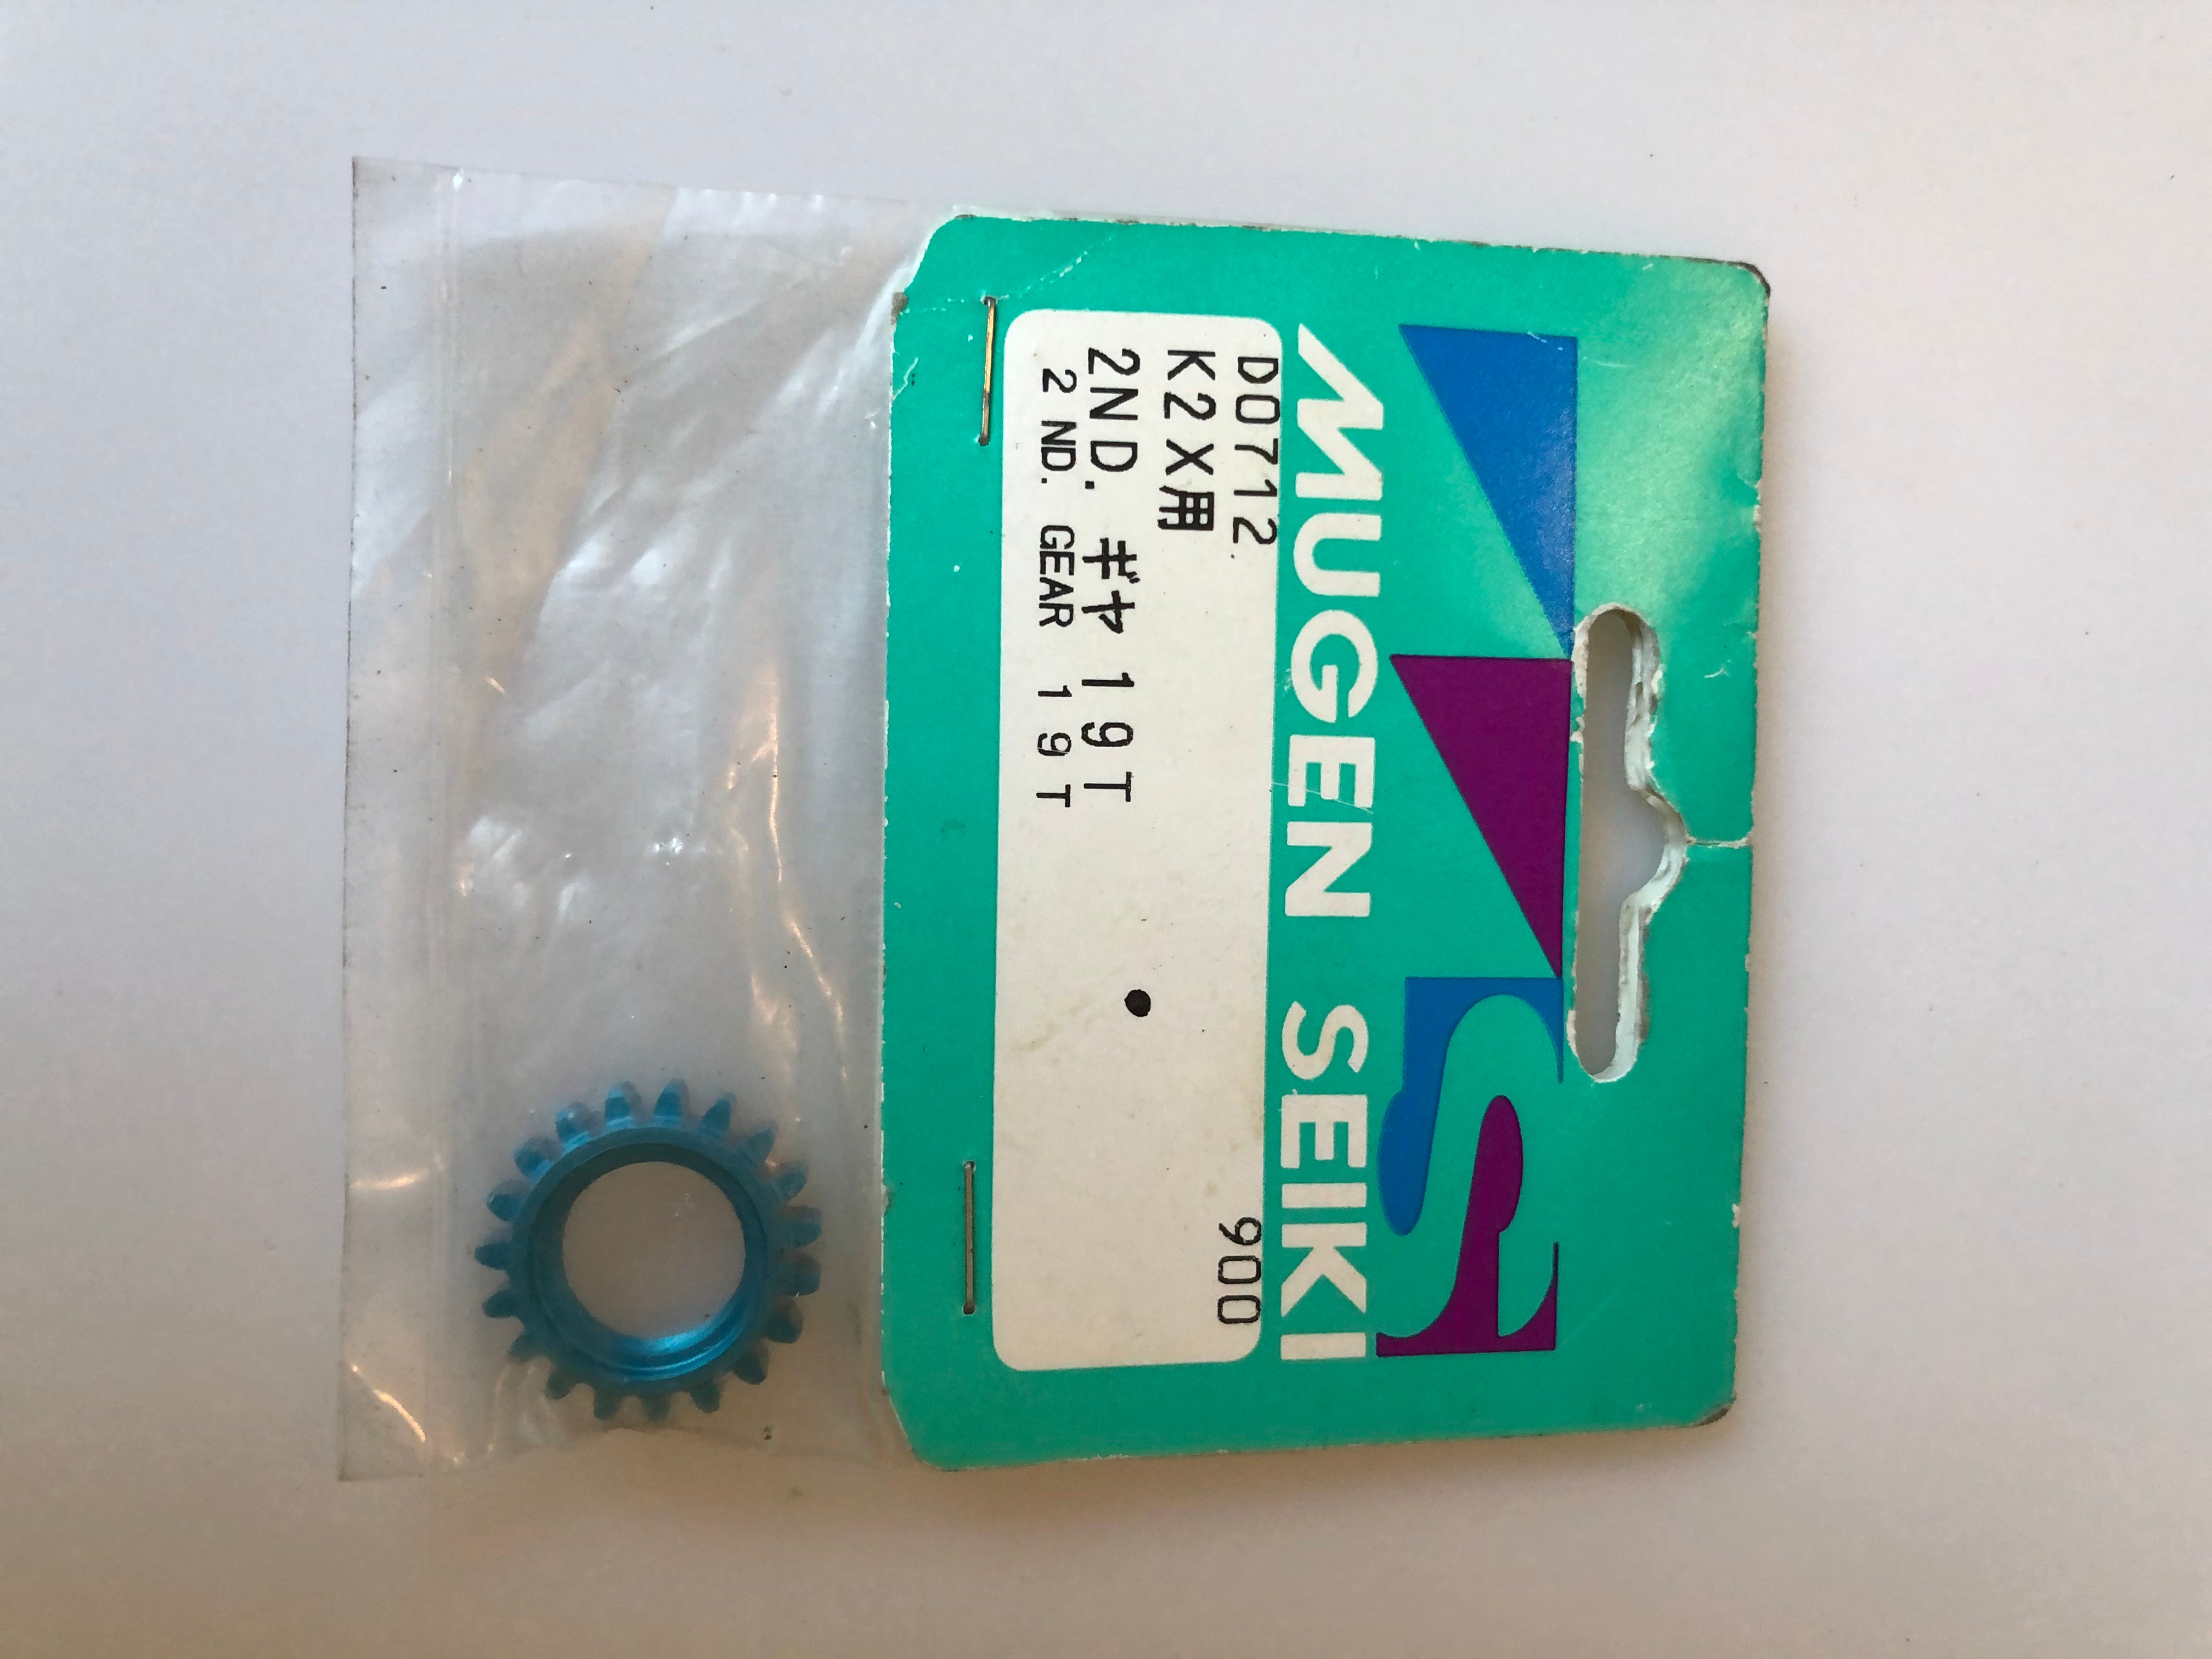 MUGEN SEIKI
D0712 900
K2X用
2ND. ギヤ 19T
2 ND. GEAR 19T